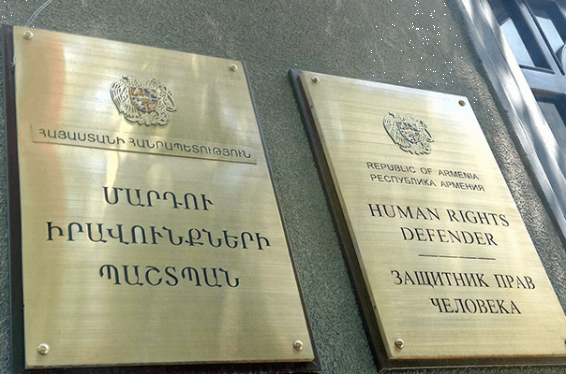 ՀԱՅԱՍՏԱՆԻ ՀԱՆՐԱՊԵՏՈՒԹՅՈՒՆ
ՄԱՐԴՈՒ
ԻՐԱՎՈՒՆՔՆԵՐԻ
ՊԱՇՏՊԱՆ
REPUBLIC OF ARMENIA
РЕСПУБЛИКА АРМЕНИЯ
HUMAN RIGHTS
DEFENDER
ЗАЩИТНИК ПРАВ
ЧЕЛОВЕКА